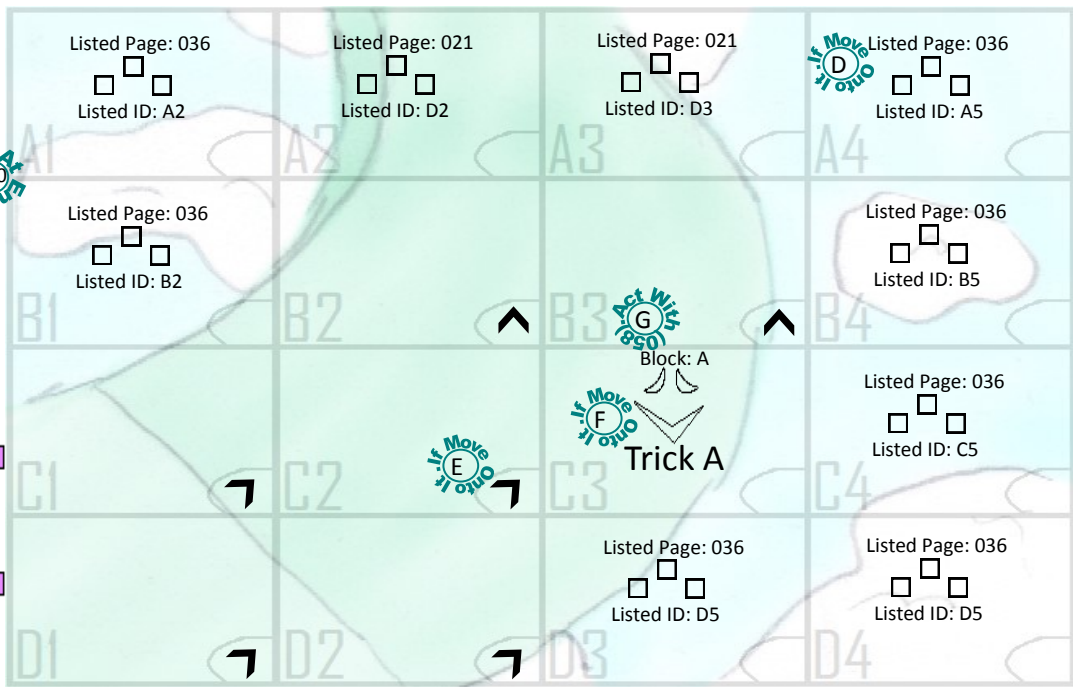 Listed Page: 036
Listed ID: A2
A1
Listed Page: 021
Listed ID: D2
A2
Listed Page: 021
Listed ID: D3
A3
.If Move Onto It
D
Listed Page: 036
Listed ID: A5
A4
At En
Listed Page: 036
Listed ID: B2
B1
B2
.Act With (058)
G
B3
Listed Page: 036
Listed ID: B5
B4
C1
.If Move Onto It
E
C2
Block: A
.If Move Onto It
F
Trick A
C3
Listed Page: 036
Listed ID: C5
C4
D1
D2
Listed Page: 036
Listed ID: D5
D3
Listed Page: 036
Listed ID: D5
D4